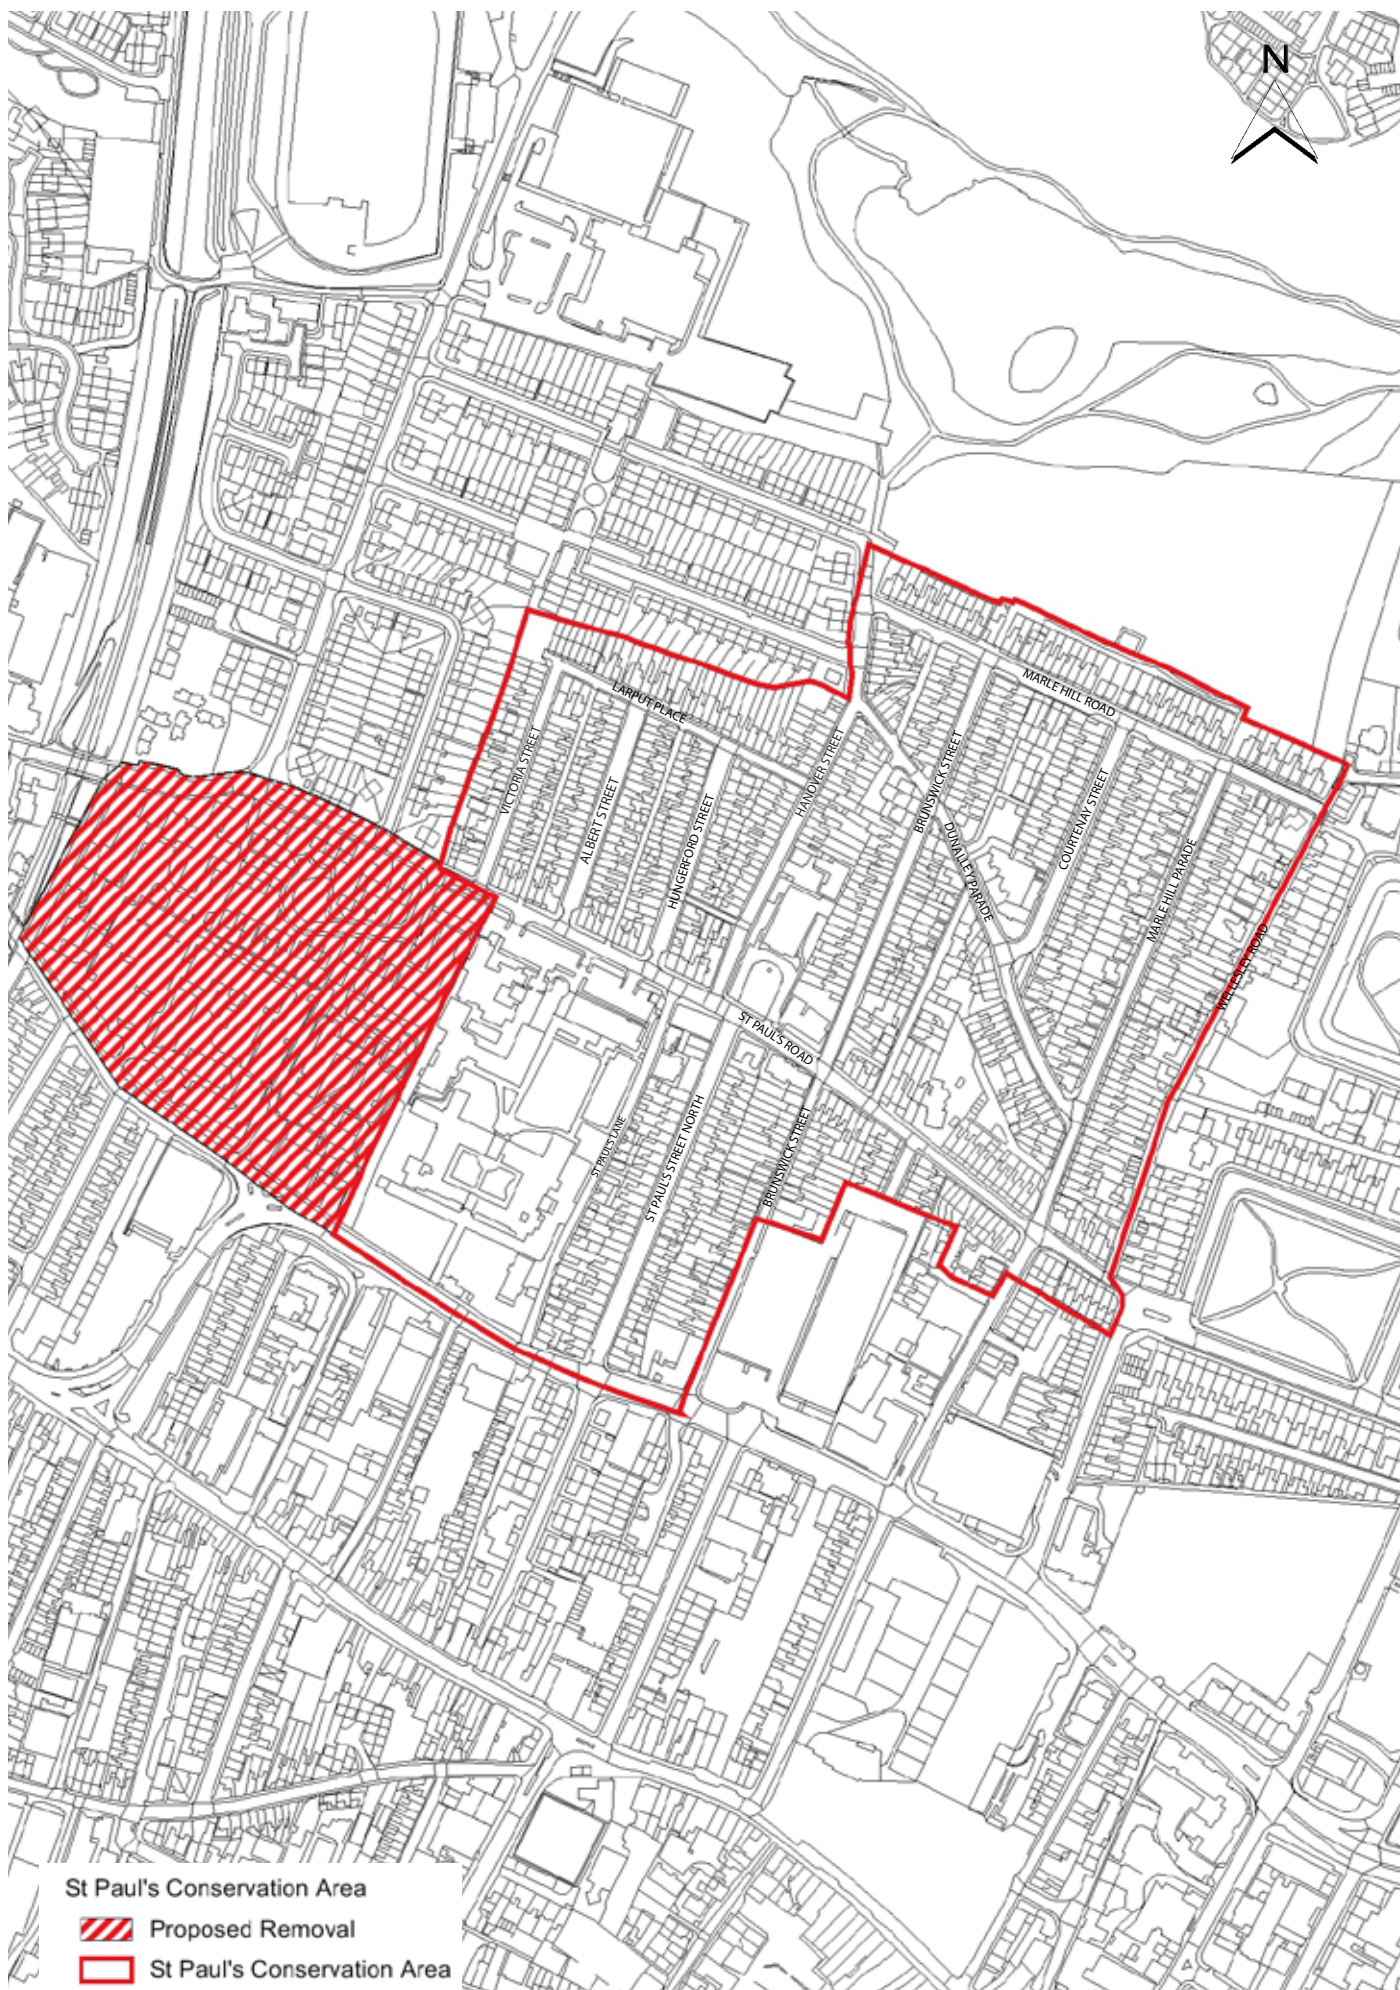 N
MARLE HILL ROAD
LARPUT PLACE
VICTORIA STREET
HANOVER STREET
BRUNSWICK STREET
ALBERT STREET
COURTENAY STREET
HUNGERFORD STREET
DUNALLEY PARADE
MARLE HILL PARADE
WELLESLEY ROAD
ST PAUL'S ROAD
ST PAUL'S LANE
ST PAUL'S STREET NORTH
BRUNSWICK STREET
St Paul's Conservation Area
Proposed Removal
St Paul's Conservation Area